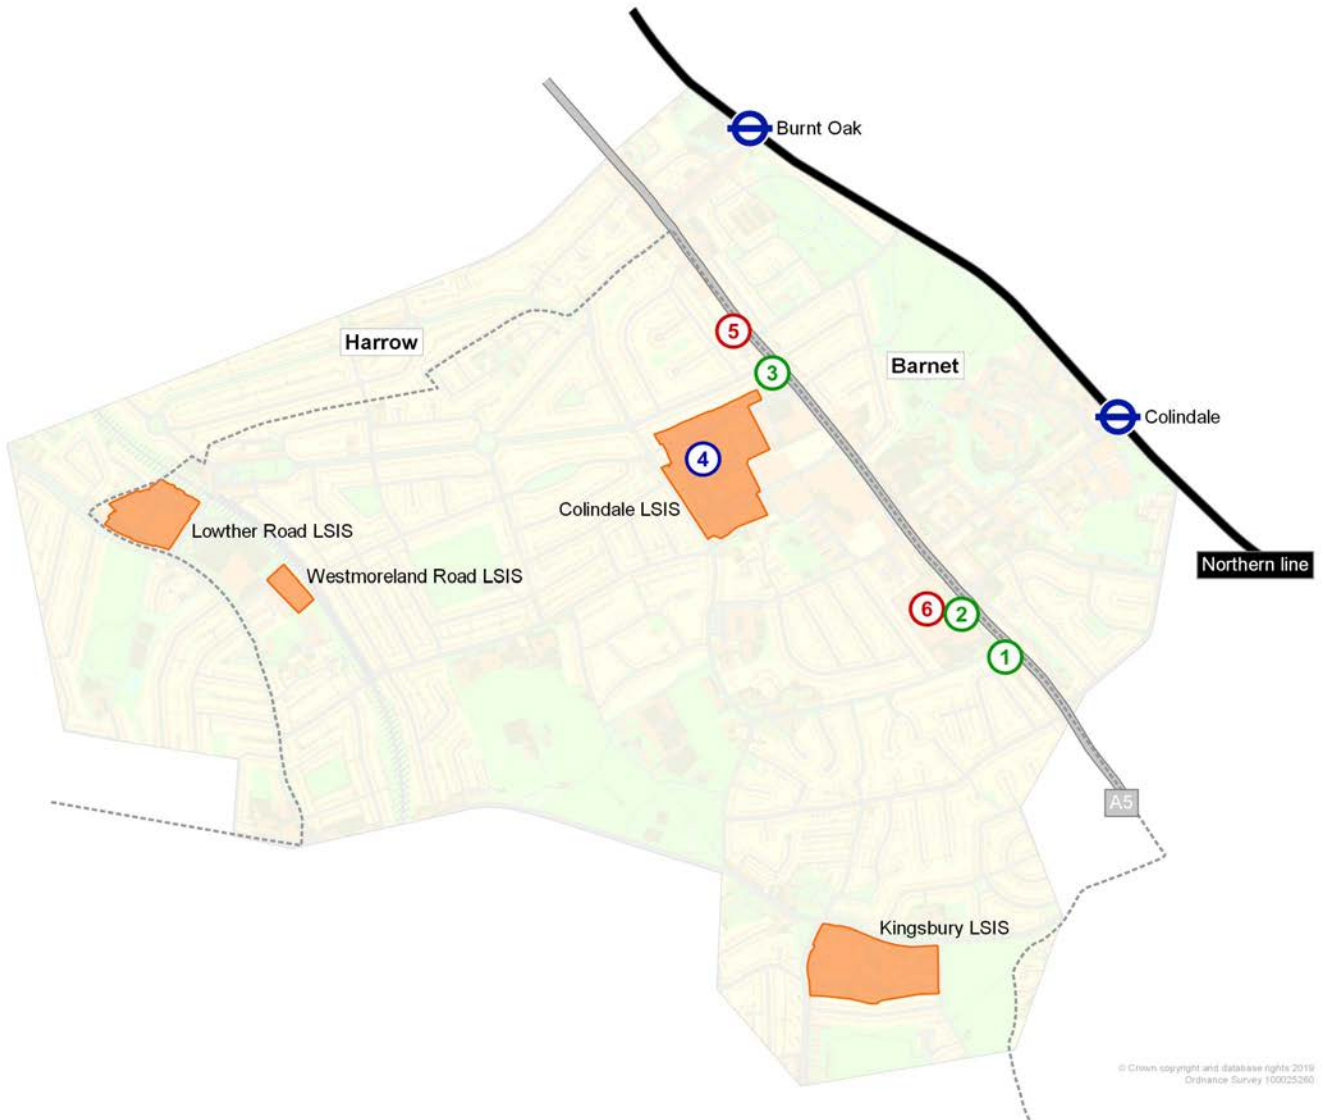 Burnt Oak
5
Harrow
Barnet
3
Colindale
4
Colindale LSIS
Lowther Road LSIS
Northern line
Westmoreland Road LSIS
6
2
1
A5
Kingsbury LSIS
© Crown copyright and database rights 2019
Ordnance Survey 100025260